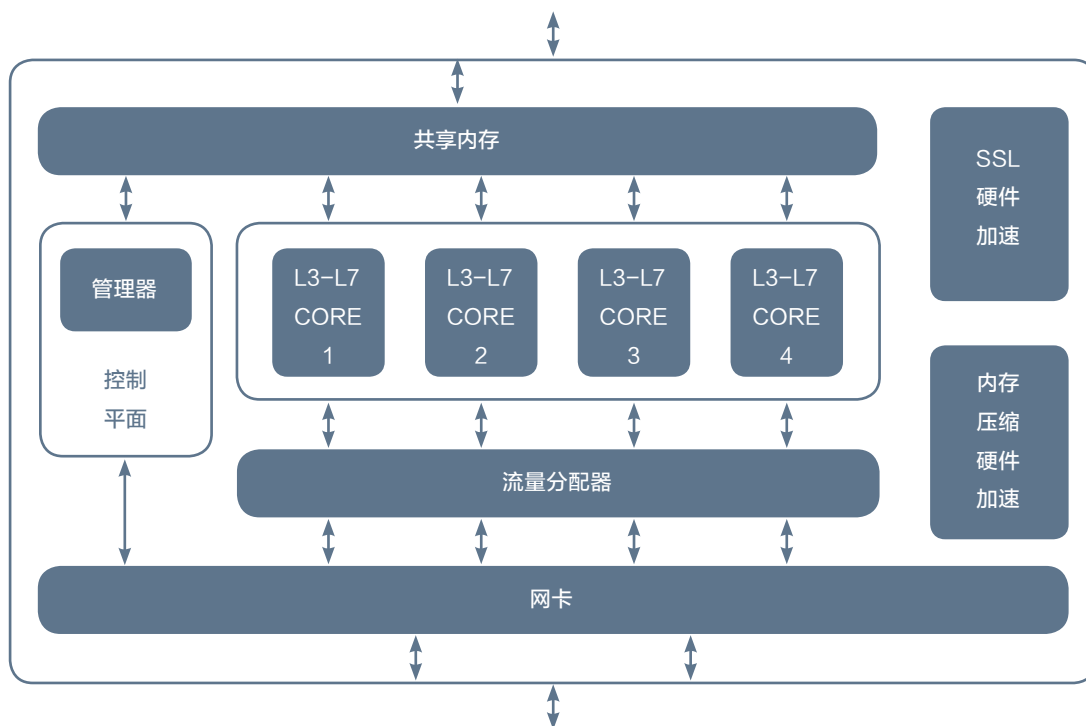 共享内存
SSL
硬件
加速
管理器
控制
平面
L3-L7
CORE
1
L3-L7
CORE
2
L3-L7
CORE
3
L3-L7
CORE
4
内存
压缩
硬件
加速
流量分配器
网卡